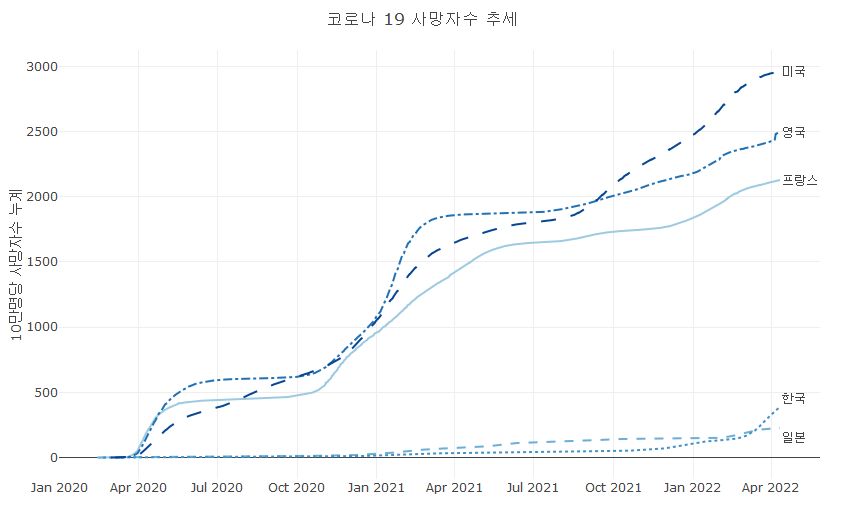 코로나 19 사망자수 추세
10만명당 사망자수 누계
3000
2500
2000
1500
1000
500
0
미국
영국
프랑스
한국
일본
Jan 2020
Apr 2020
Jul 2020
Oct 2020
Jan 2021
Apr 2021
Jul 2021
Oct 2021
Jan 2022
Apr 2022